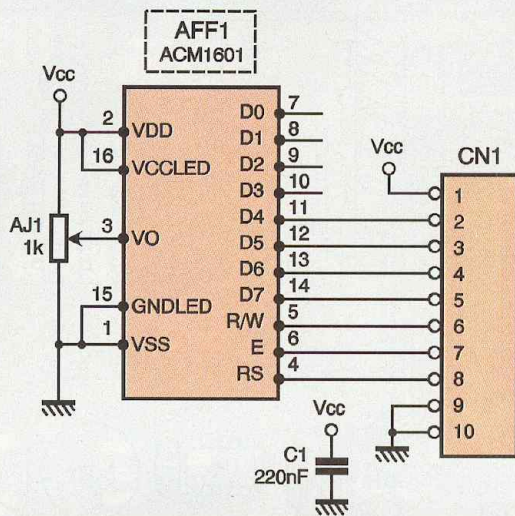 AFF1
ACM1601
Vcc
2
VDD
16
VCCLED
AJ1
1k
3
VO
15
GNDLED
1
VSS
D0 7
D1 8
D2 9
D3 10
D4 11
D5 12
D6 13
D7 14
R/W 5
E 6
RS 4
Vcc
CN1
1
2
3
4
5
6
7
8
9
10
Vcc
C1
220nF